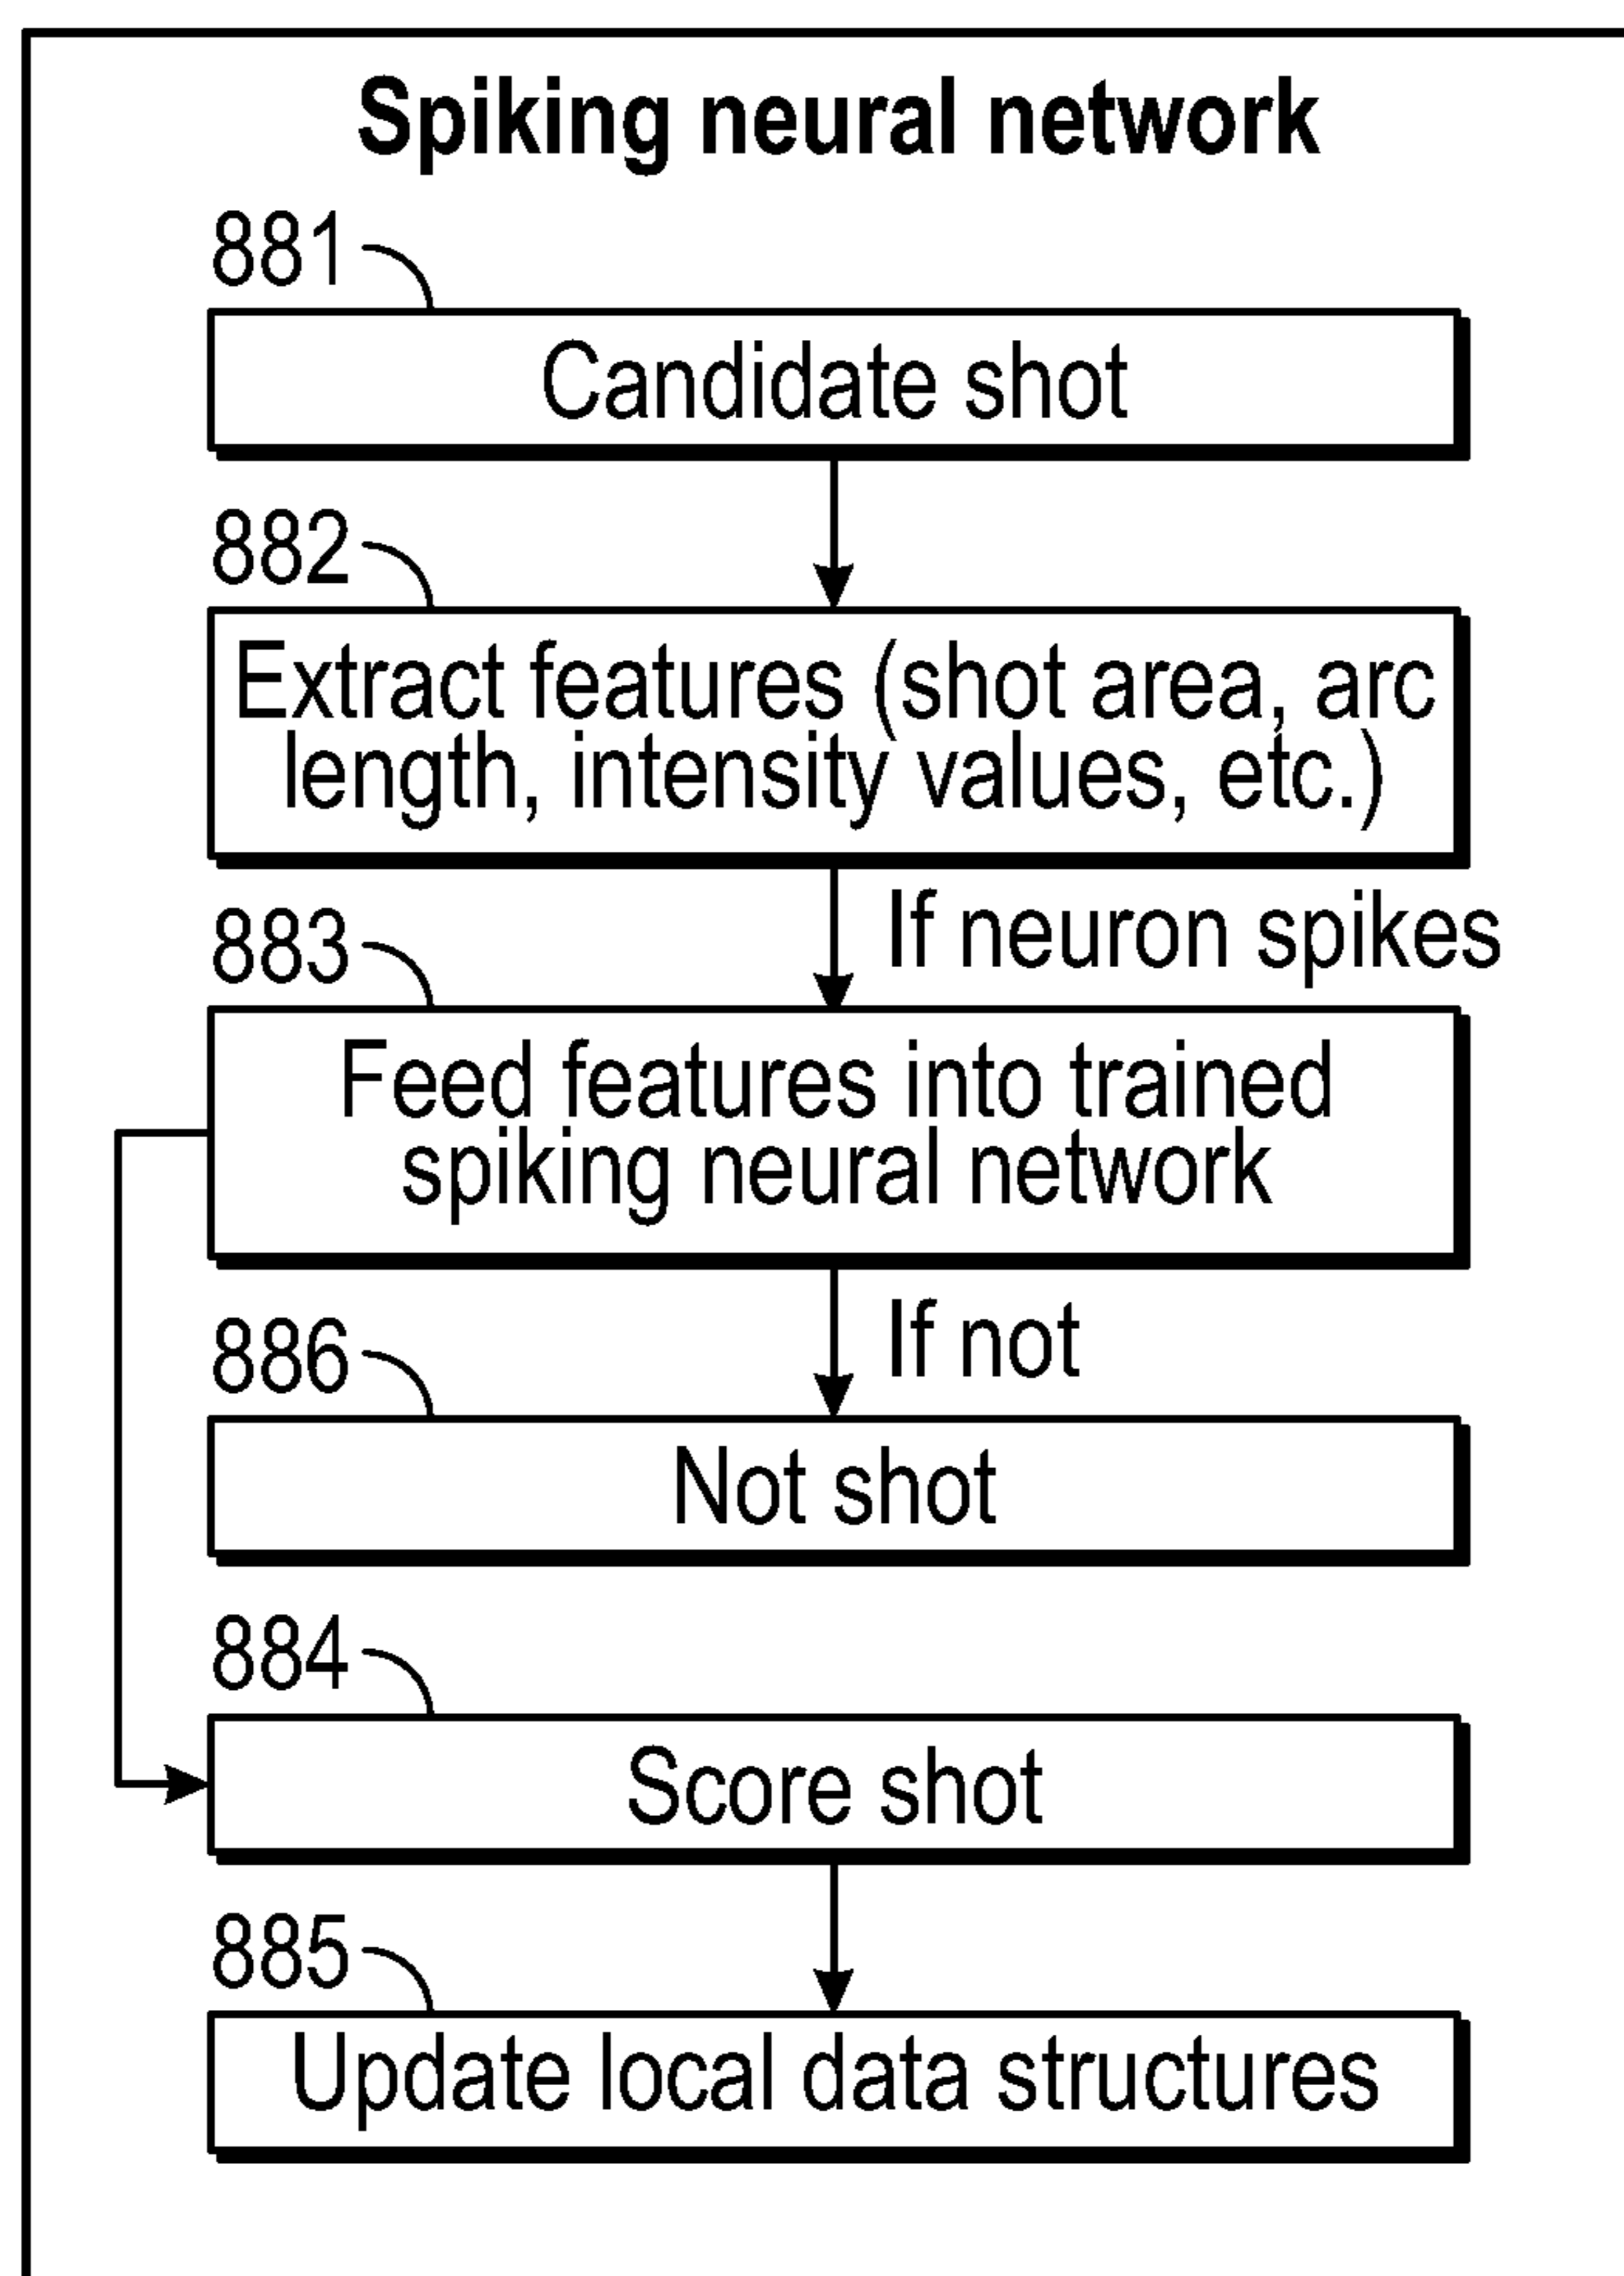 Spiking neural network
881
Candidate shot
882
Extract features (shot area, arc
length, intensity values, etc.)
If neuron spikes
883
Feed features into trained
spiking neural network
If not
886
Not shot
884
Score shot
885
Update local data structures